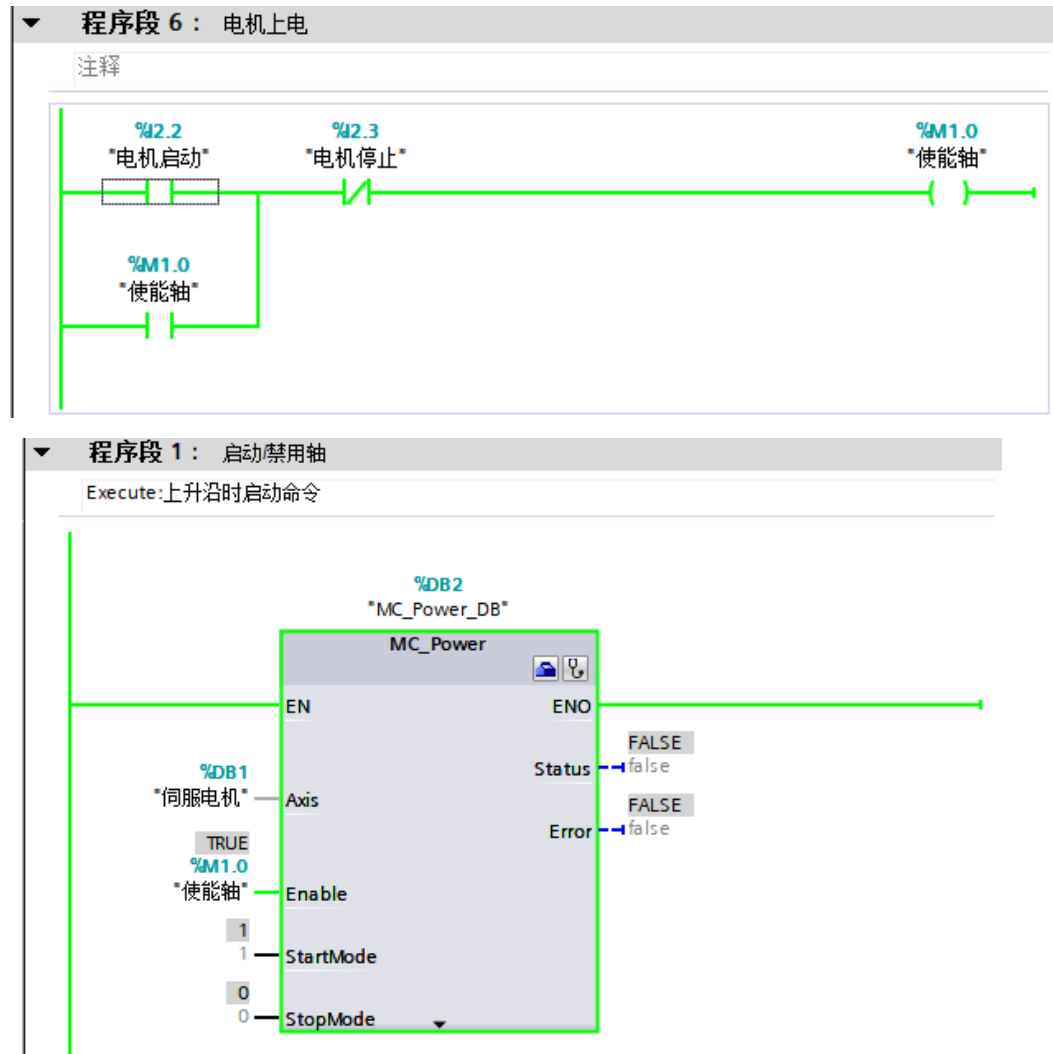 程序段 6： 电机上电
注释
%I2.2 %I2.3 %M1.0
"电机启动" "电机停止" "使能轴"
%M1.0
"使能轴"
程序段 1： 启动/禁用轴
Execute:上升沿时启动命令
%DB2
"MC_Power_DB"
MC_Power
EN ENO
FALSE
Status false
%DB1
"伺服电机" Axis
FALSE
Error false
TRUE
%M1.0
"使能轴" Enable
1
1 StartMode
0
0 StopMode